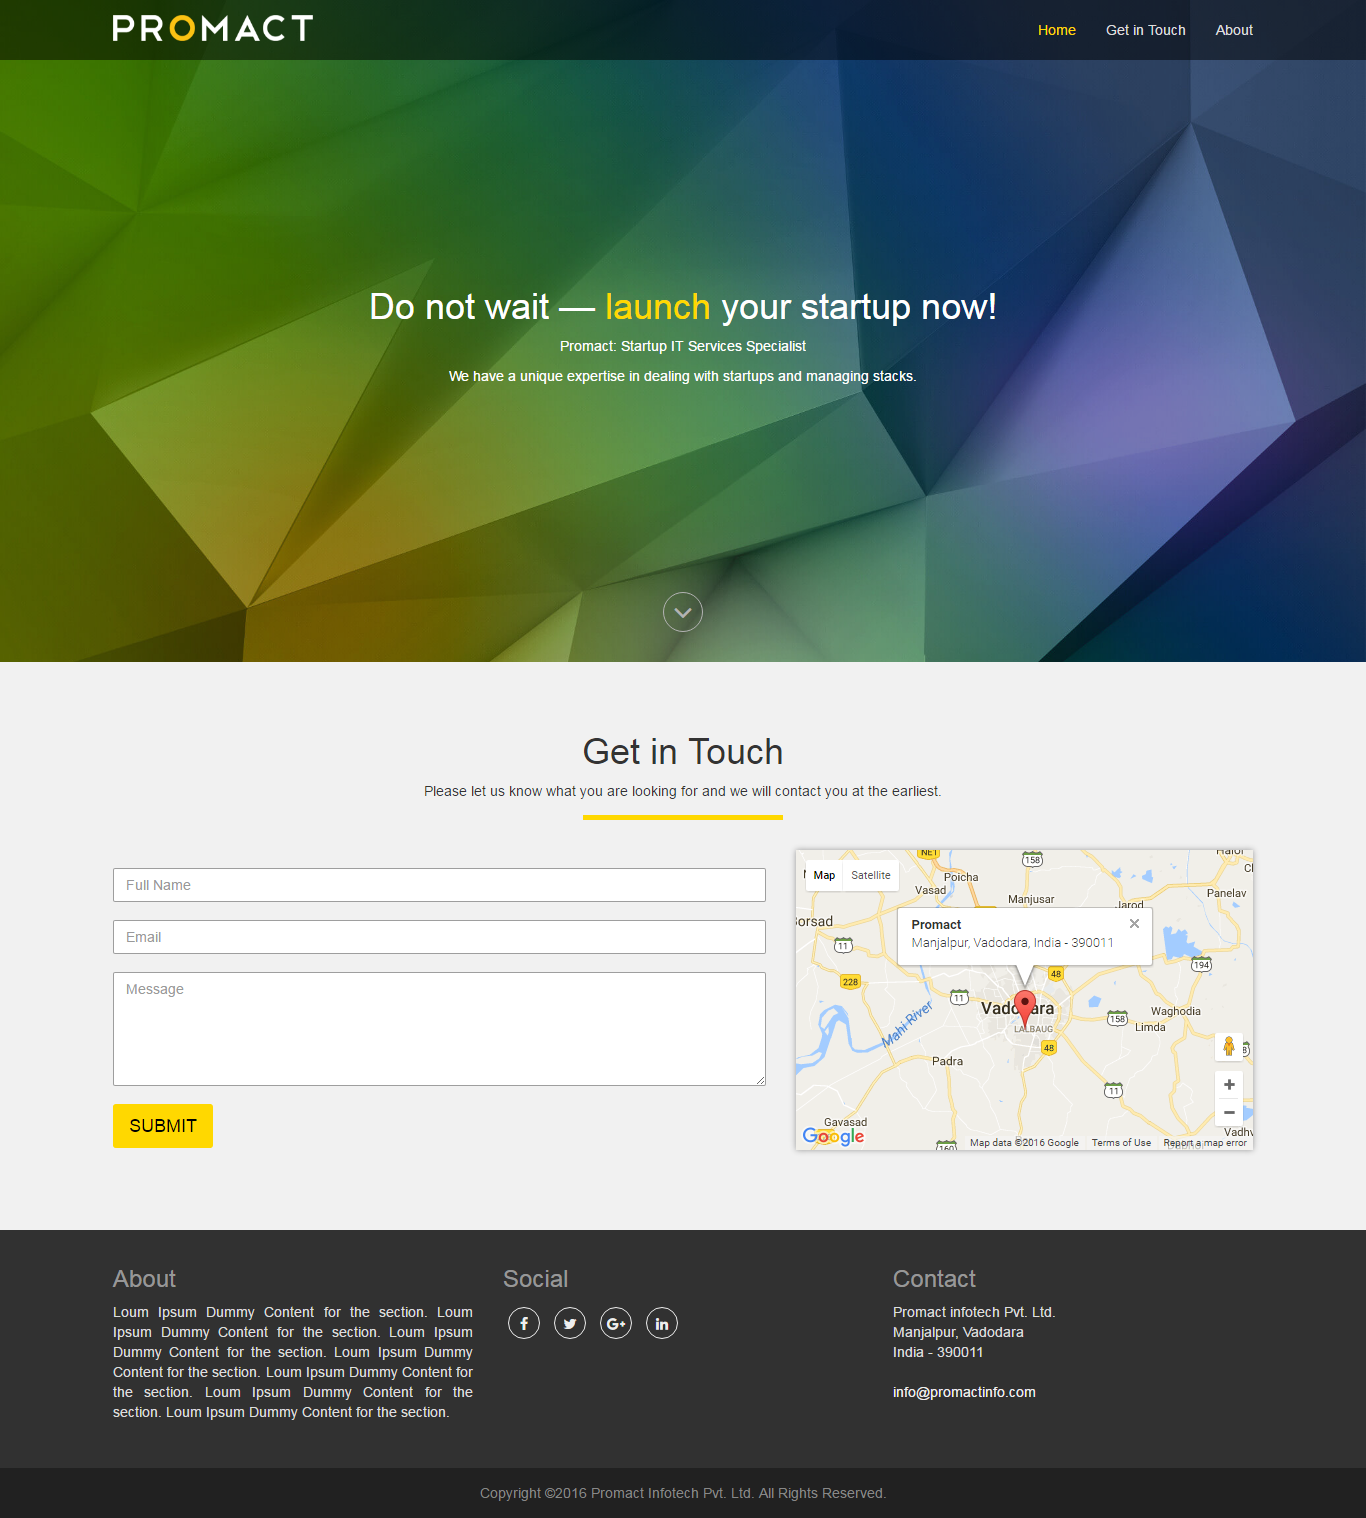 PROMACT
Home Get in Touch About
Do not wait — launch your startup now!
Promact: Startup IT Services Specialist
We have a unique expertise in dealing with startups and managing stacks.
Get in Touch
Please let us know what you are looking for and we will contact you at the earliest.
Full Name
Email
Message
SUBMIT
Map Satellite
NE1
158
Poicha
Vasad
Manjusar
Jarod
Panelav
11
Promact
Manjalpur, Vadodara, India - 390011
228
48
194
11
Vadodara
LALBAUG
158
Waghodia
Limda
Mahi River
Padra
48
11
Gavasad
Google
Map data ©2016 Google Terms of Use Report a map error
About
Loum Ipsum Dummy Content for the section. Loum
Ipsum Dummy Content for the section. Loum Ipsum
Dummy Content for the section. Loum Ipsum Dummy
Content for the section. Loum Ipsum Dummy Content for
the section. Loum Ipsum Dummy Content for the
section. Loum Ipsum Dummy Content for the section.
Social
Contact
Promact infotech Pvt. Ltd.
Manjalpur, Vadodara
India - 390011
info@promactinfo.com
Copyright ©2016 Promact Infotech Pvt. Ltd. All Rights Reserved.